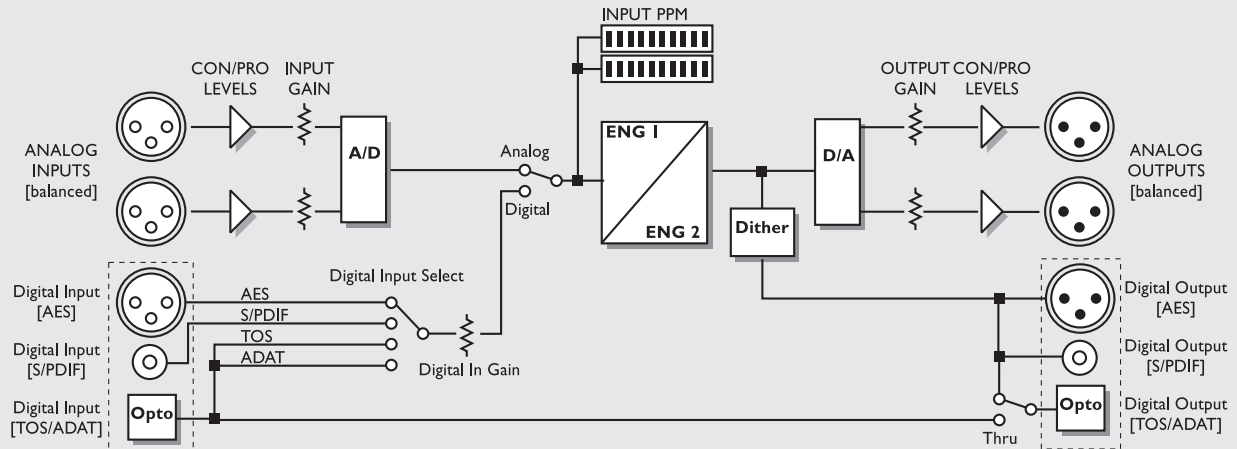 INPUT PPM
CON/PRO
LEVELS
INPUT
GAIN
OUTPUT
GAIN
CON/PRO
LEVELS
ANALOG
INPUTS
[balanced]
A/D
Analog
Digital
ENG 1
ENG 2
D/A
Dither
ANALOG
OUTPUTS
[balanced]
Digital Input
[AES]
Digital Input
[S/PDIF]
Digital Input
[TOS/ADAT]
Opto
AES
S/PDIF
TOS
ADAT
Digital Input Select
Digital In Gain
Thru
Opto
Digital Output
[AES]
Digital Output
[S/PDIF]
Digital Output
[TOS/ADAT]